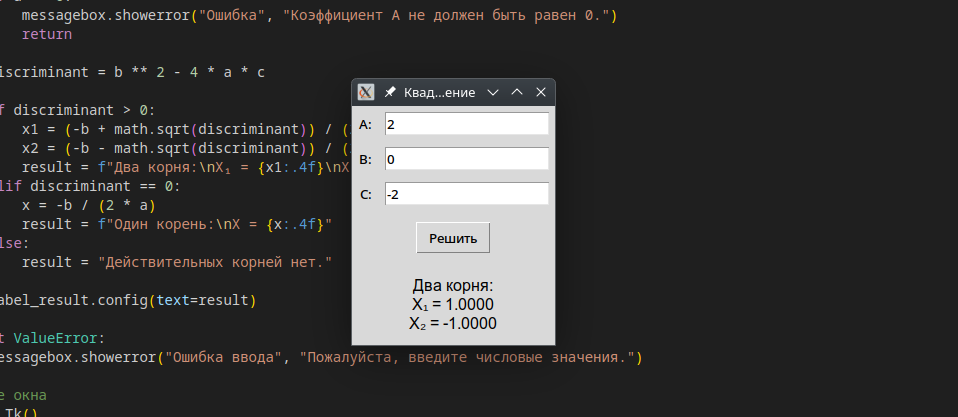 messagebox.showerror("Ошибка", "Коэффициент A не должен быть равен 0.")
return
iscriminant = b ** 2 - 4 * a * c
f discriminant > 0:
x1 = (-b + math.sqrt(discriminant)) / (
x2 = (-b - math.sqrt(discriminant)) / (
result = f"Два корня:\nX₁ = {x1:.4f}\nX
lif discriminant == 0:
x = -b / (2 * a)
result = f"Один корень:\nX = {x:.4f}"
lse:
result = "Действительных корней нет."
abel_result.config(text=result)
t ValueError:
essagebox.showerror("Ошибка ввода", "Пожалуйста, введите числовые значения.")
е окна
Tk()
Квад...ение
A: 2
B: 0
C: -2
Решить
Два корня:
X₁ = 1.0000
X₂ = -1.0000